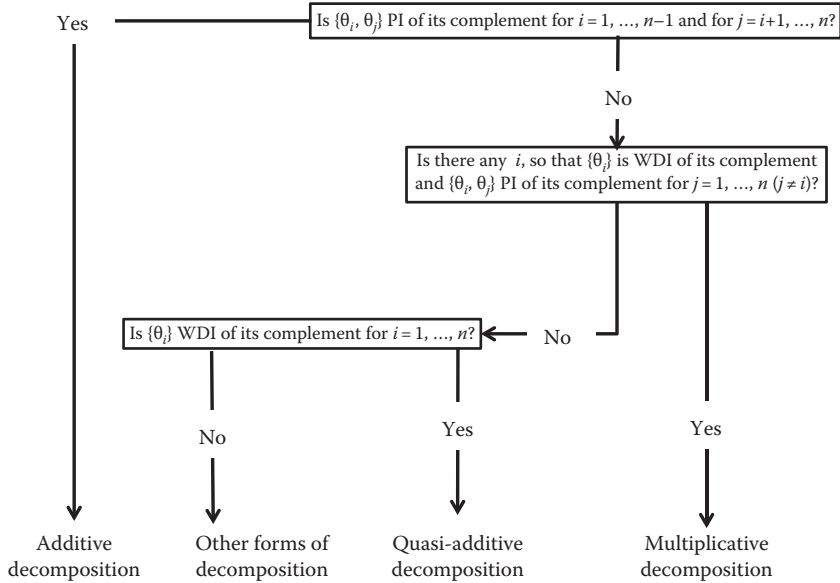 Yes
Is {θi, θj} PI of its complement for i = 1, ..., n−1 and for j = i+1, ..., n?
No
Is there any i, so that {θi} is WDI of its complement
and {θi, θj} PI of its complement for j = 1, ..., n (j ≠ i)?
Is {θi} WDI of its complement for i = 1, ..., n?
No
No
Yes
Yes
Additive
decomposition
Other forms of
decomposition
Quasi-additive
decomposition
Multiplicative
decomposition